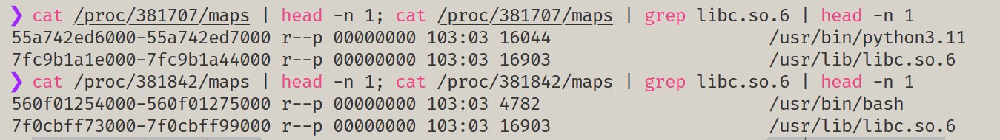 ❯ cat /proc/381707/maps | head -n 1; cat /proc/381707/maps | grep libc.so.6 | head -n 1
55a742ed6000-55a742ed7000 r--p 00000000 103:03 16044 /usr/bin/python3.11
7fc9b1a1e000-7fc9b1a44000 r--p 00000000 103:03 16903 /usr/lib/libc.so.6
❯ cat /proc/381842/maps | head -n 1; cat /proc/381842/maps | grep libc.so.6 | head -n 1
560f01254000-560f01275000 r--p 00000000 103:03 4782 /usr/bin/bash
7f0cbff73000-7f0cbff99000 r--p 00000000 103:03 16903 /usr/lib/libc.so.6